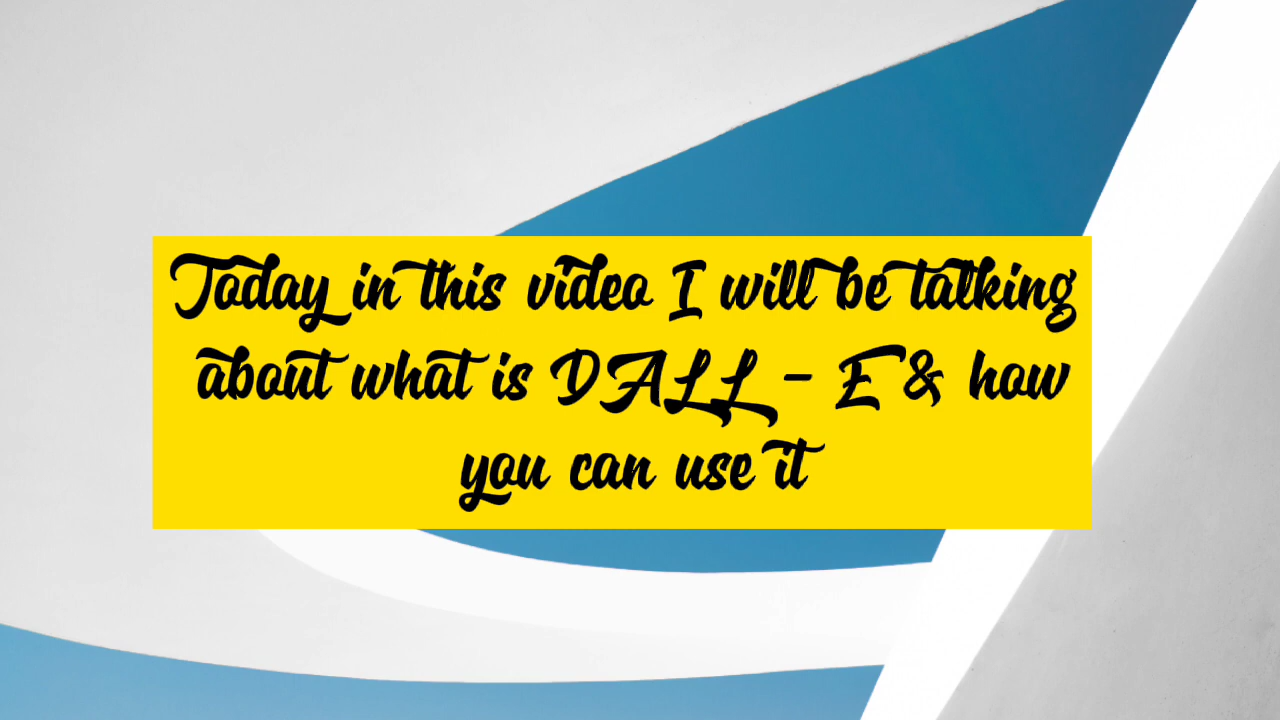 Today in this video I will be talking
about what is DALL - E & how
you can use it